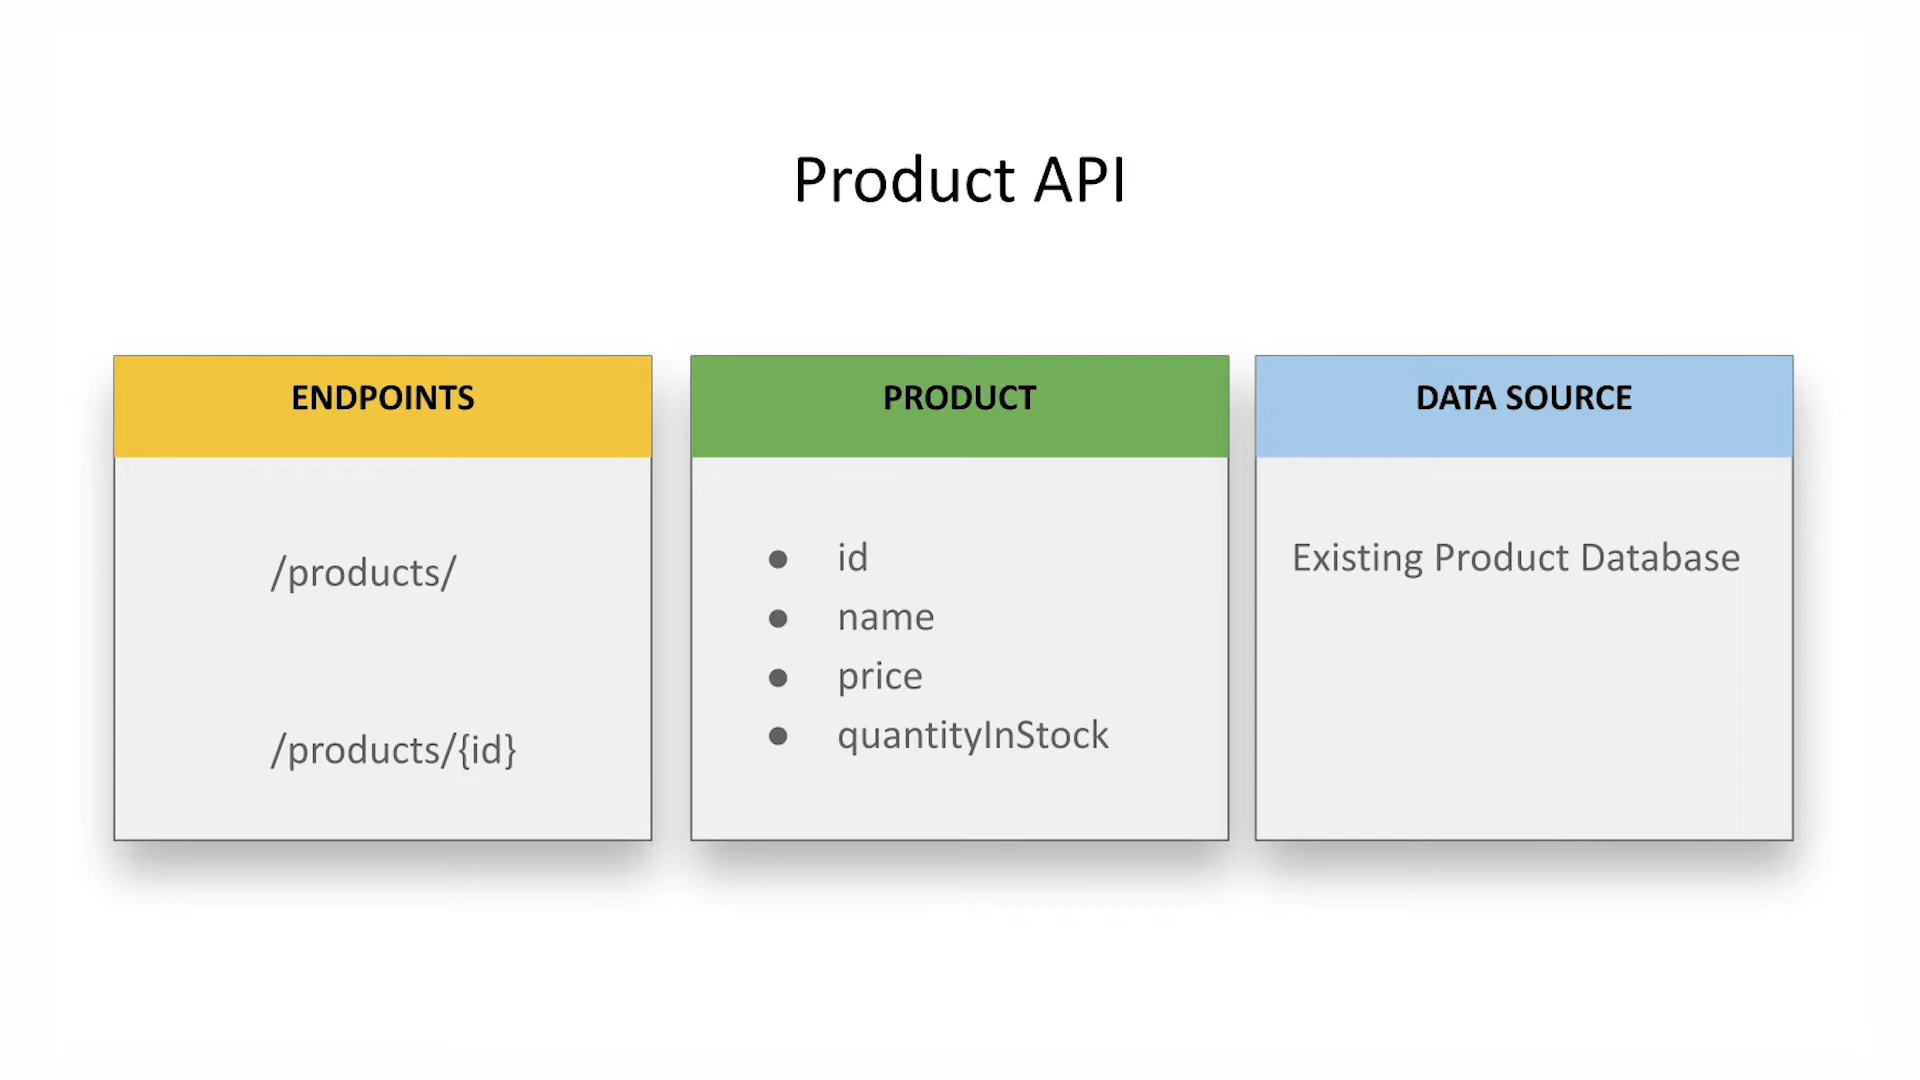 Product API
ENDPOINTS
/products/
/products/{id}
PRODUCT
● id
● name
● price
● quantityInStock
DATA SOURCE
Existing Product Database